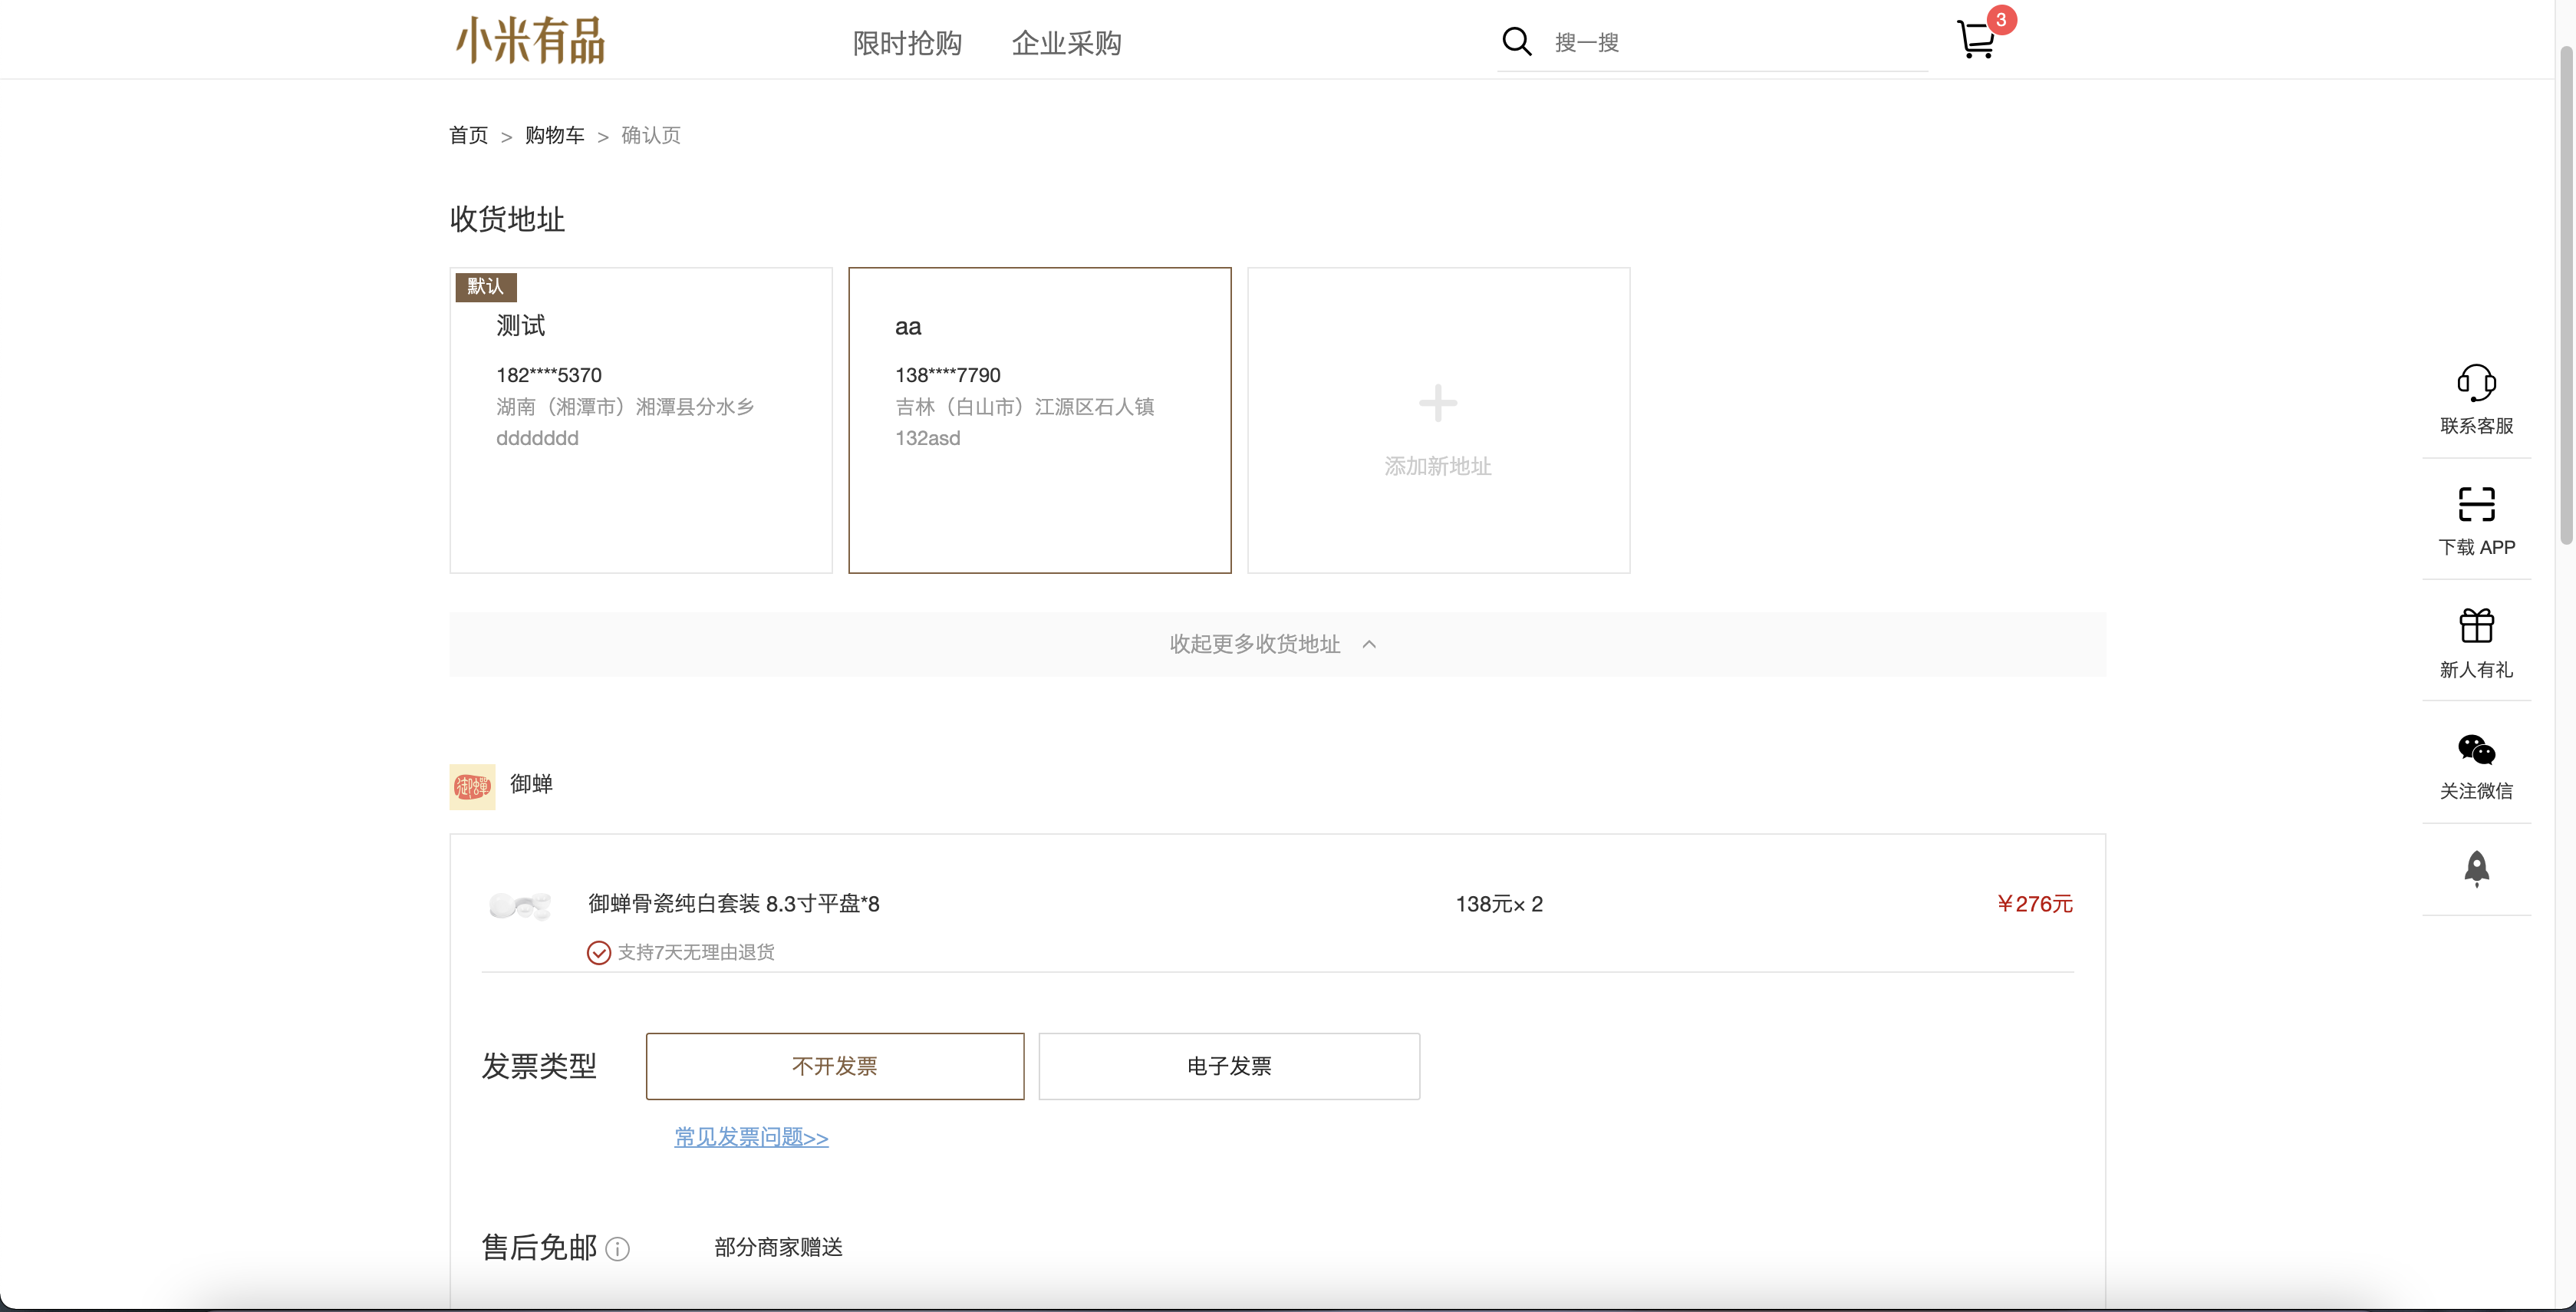 小米有品
限时抢购 企业采购
搜一搜
3
首页 > 购物车 > 确认页
收货地址
默认
测试
182****5370
湖南（湘潭市）湘潭县分水乡
ddddddd
aa
138****7790
吉林（白山市）江源区石人镇
132asd
添加新地址
收起更多收货地址
联系客服
下载 APP
新人有礼
关注微信
御蝉
御蝉骨瓷纯白套装 8.3寸平盘*8 138元× 2 ￥276元
支持7天无理由退货
发票类型 不开发票 电子发票
常见发票问题>>
售后免邮 部分商家赠送